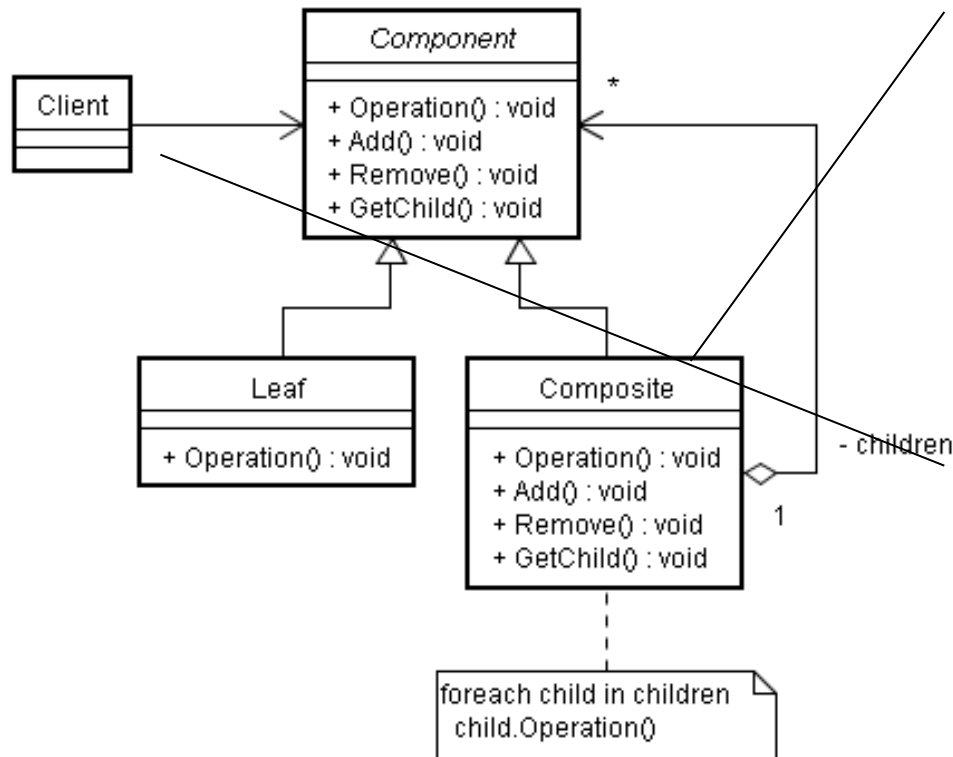 Component
*
Client
+ Operation() : void
+ Add() : void
+ Remove() : void
+ GetChild() : void
Leaf
Composite
+ Operation() : void
+ Operation() : void
+ Add() : void
+ Remove() : void
+ GetChild() : void
- children
1
foreach child in children
child.Operation()